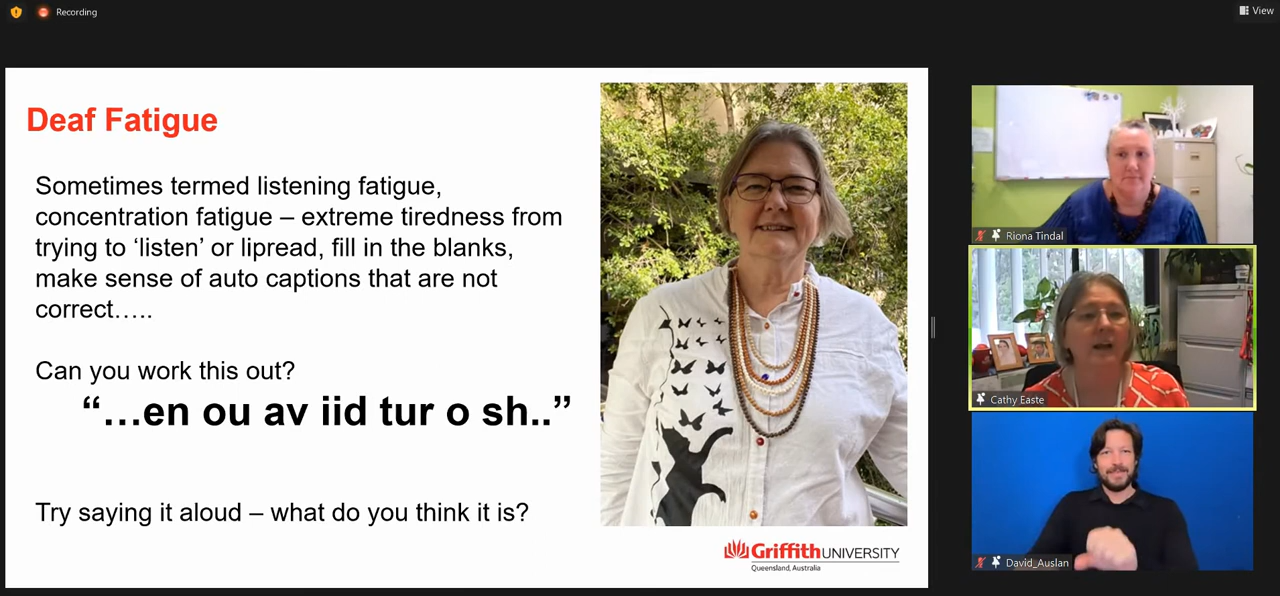 Recording
View
Deaf Fatigue
Sometimes termed listening fatigue,
concentration fatigue – extreme tiredness from
trying to ‘listen’ or lipread, fill in the blanks,
make sense of auto captions that are not
correct…..
Can you work this out?
“…en ou av iid tur o sh..”
Try saying it aloud – what do you think it is?
Griffith UNIVERSITY
Queensland, Australia
Riona Tindal
Cathy Easte
David_Auslan